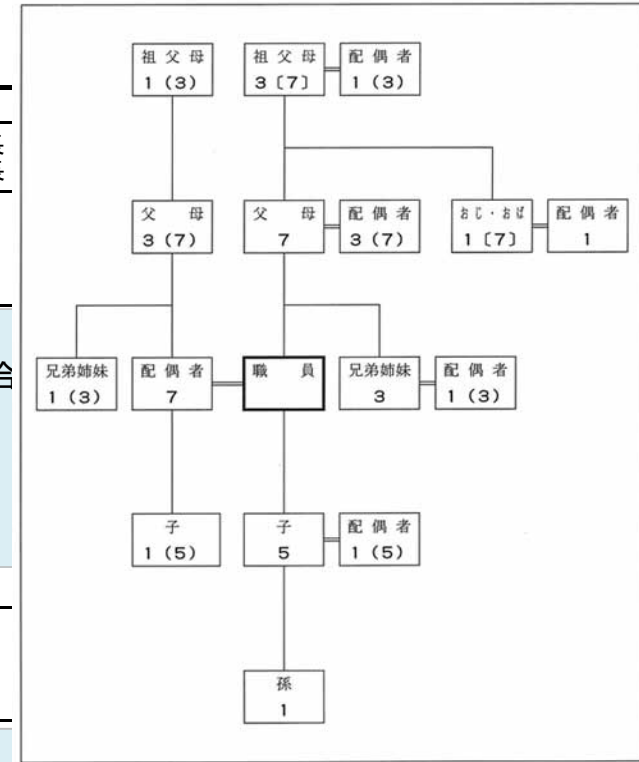 祖父母
1 (3)
祖父母
3 〔7〕
配偶者
1 (3)
父母
3 (7)
父母
7
配偶者
3 (7)
おじ・おば
1 〔7〕
配偶者
1
兄弟姉妹
1 (3)
配偶者
7
職員
兄弟姉妹
3
配偶者
1 (3)
子
1 (5)
子
5
配偶者
1 (5)
孫
1